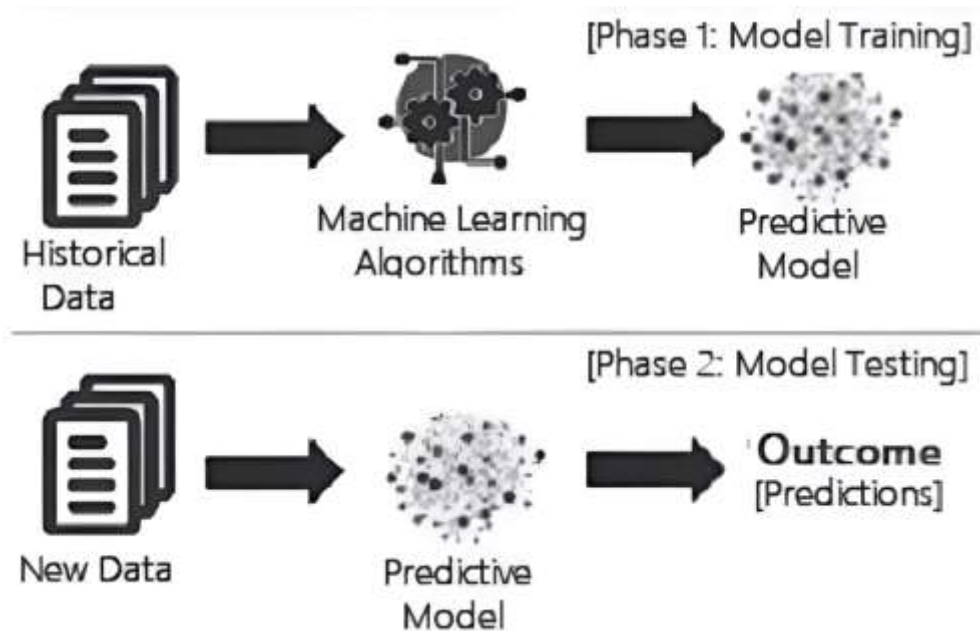 [Phase 1: Model Training]
Historical
Data
Machine Learning
Algorithms
Predictive
Model
[Phase 2: Model Testing]
New Data
Predictive
Model
Outcome
[Predictions]